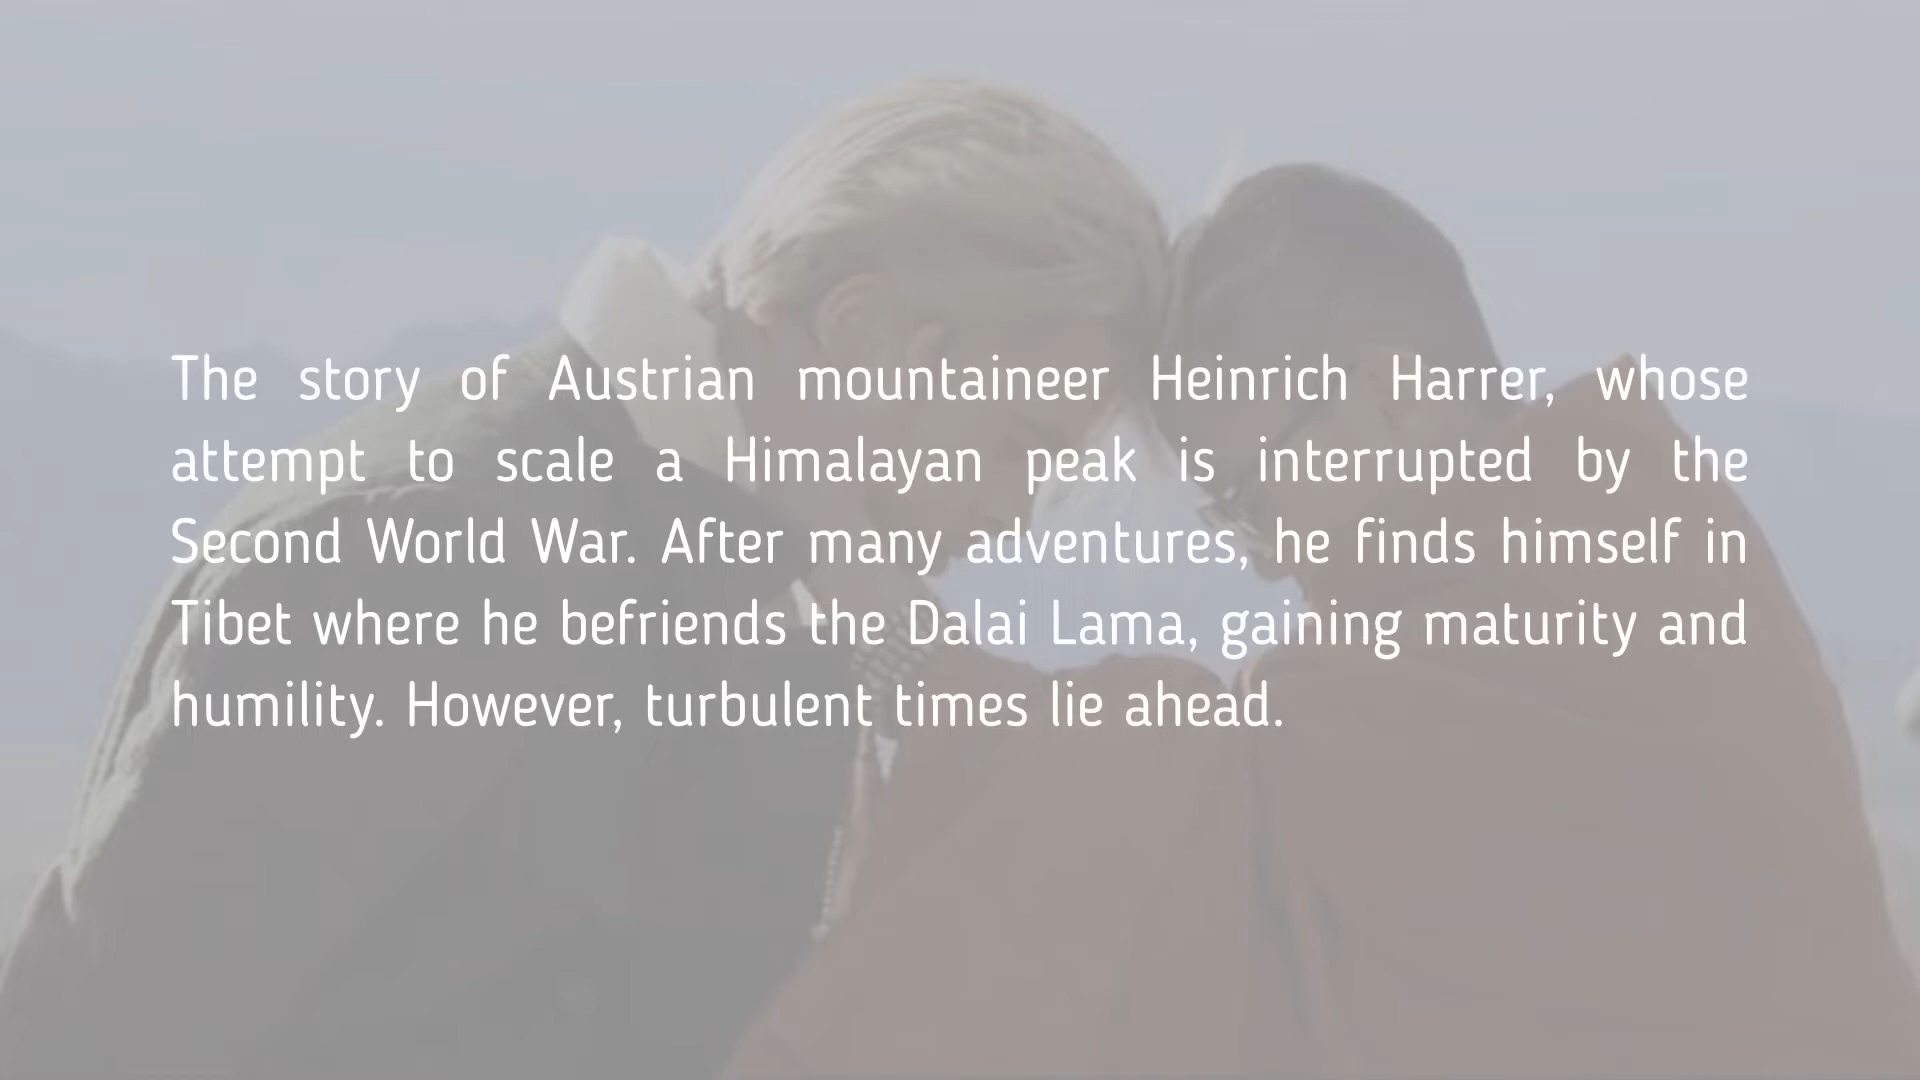 The story of Austrian mountaineer Heinrich Harrer, whose
attempt to scale a Himalayan peak is interrupted by the
Second World War. After many adventures, he finds himself in
Tibet where he befriends the Dalai Lama, gaining maturity and
humility. However, turbulent times lie ahead.